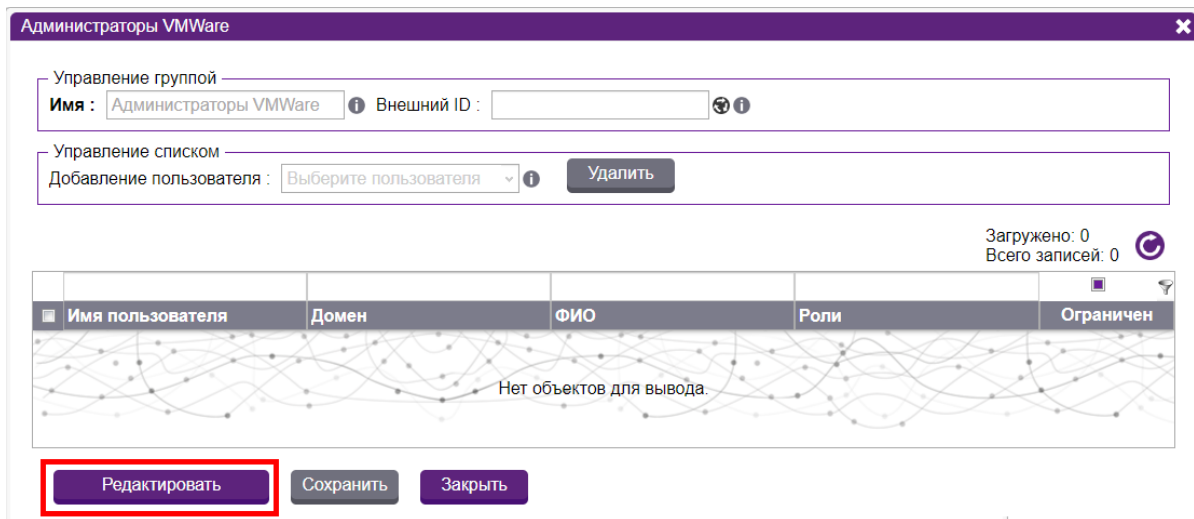 Администраторы VMWare
Управление группой
Имя : Администраторы VMWare Внешний ID :
Управление списком
Добавление пользователя : Выберите пользователя Удалить
Загружено: 0
Всего записей: 0
Имя пользователя Домен ФИО Роли Ограничен
Нет объектов для вывода.
Редактировать Сохранить Закрыть